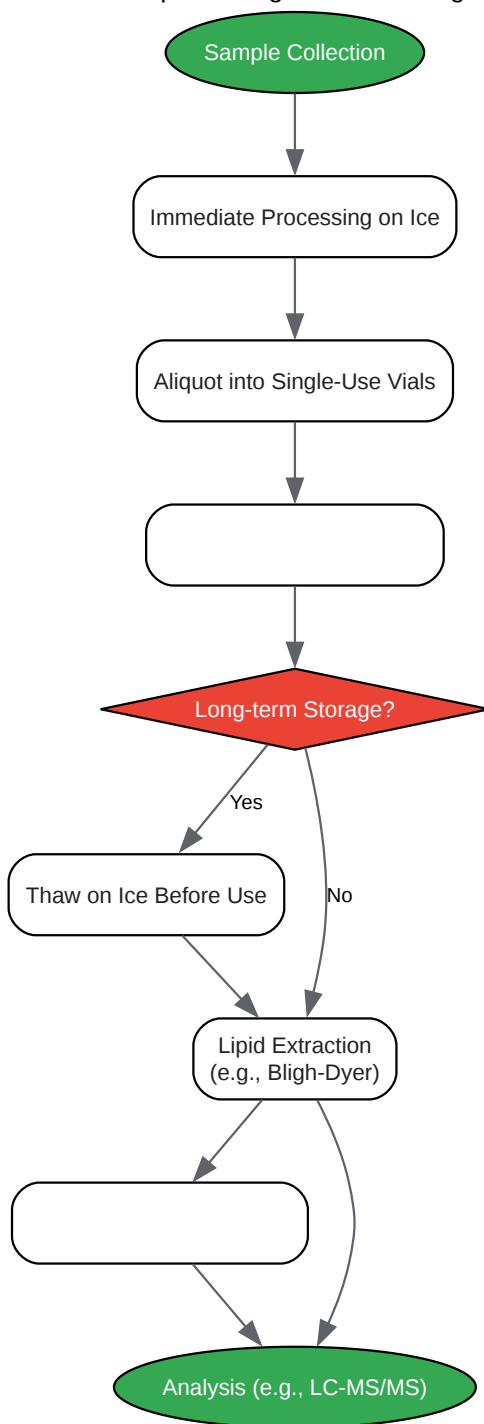 Sample Collection
Immediate Processing on Ice
Aliquot into Single-Use Vials
Long-term Storage?
Yes
Thaw on Ice Before Use
No
Lipid Extraction
(e.g., Bligh-Dyer)
Analysis (e.g., LC-MS/MS)